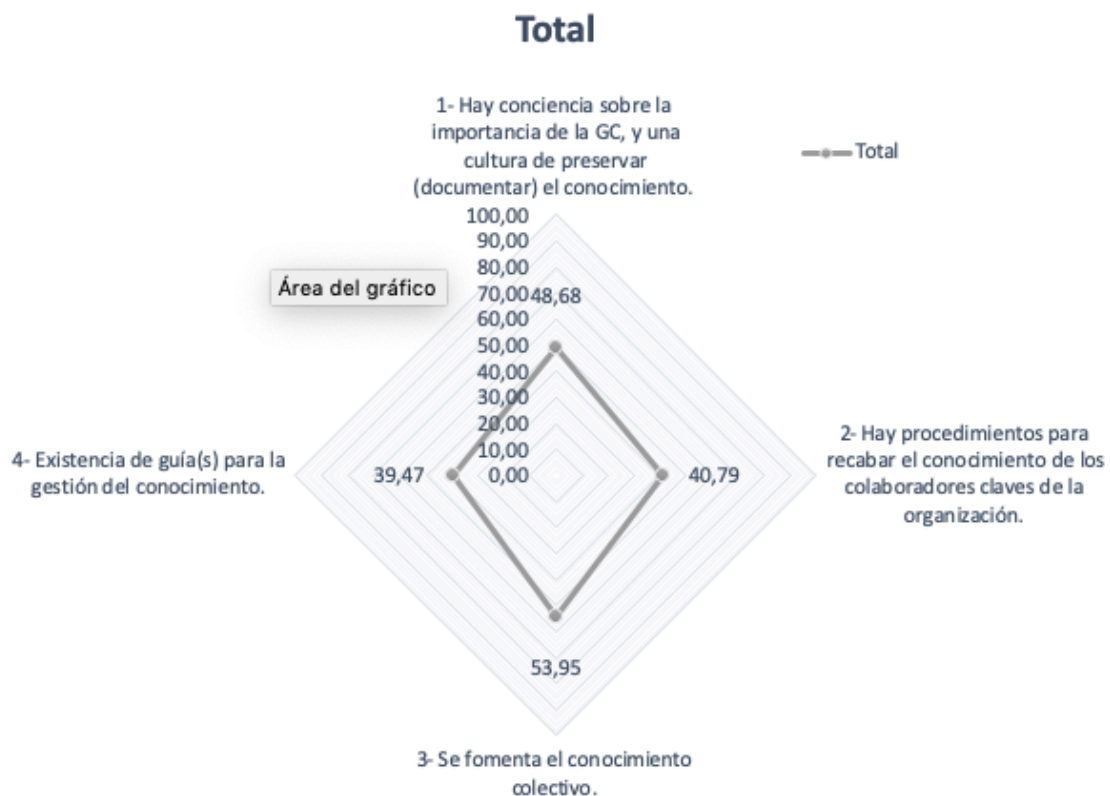 Total
1- Hay conciencia sobre la
importancia de la GC, y una
cultura de preservar
(documentar) el conocimiento.
Total
100,00
90,00
80,00
Área del gráfico
70,00
48,68
60,00
50,00
40,00
30,00
20,00
10,00
0,00
4- Existencia de guía(s) para la
gestión del conocimiento.
39,47
40,79
2- Hay procedimientos para
recabar el conocimiento de los
colaboradores claves de la
organización.
53,95
3- Se fomenta el conocimiento
colectivo.